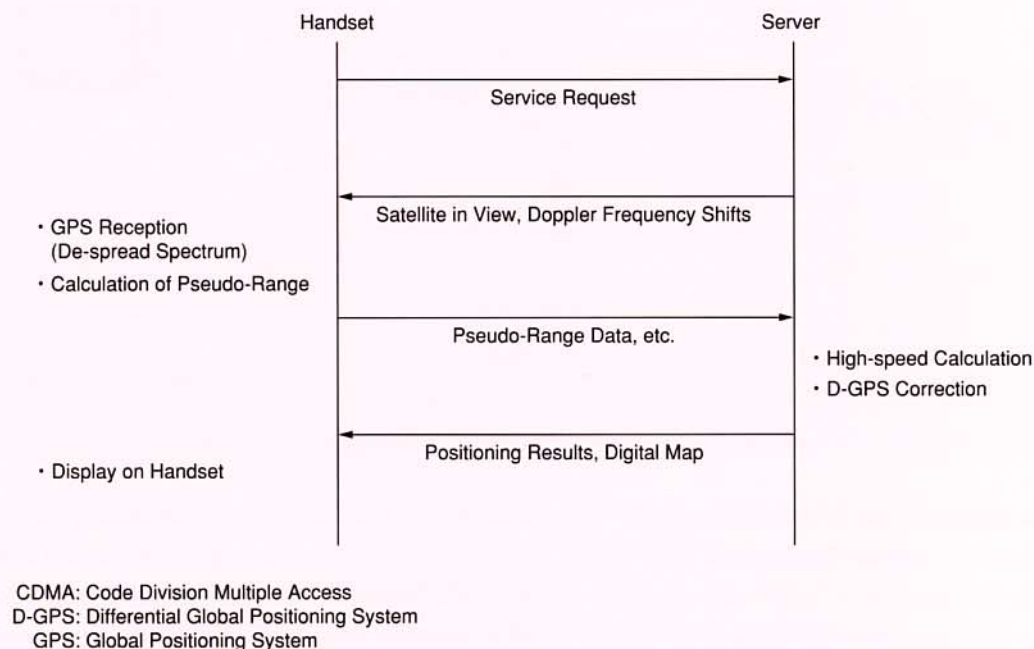 Handset
Server
Service Request
Satellite in View, Doppler Frequency Shifts
・GPS Reception
(De-spread Spectrum)
・Calculation of Pseudo-Range
Pseudo-Range Data, etc.
・High-speed Calculation
・D-GPS Correction
Positioning Results, Digital Map
・Display on Handset
CDMA: Code Division Multiple Access
D-GPS: Differential Global Positioning System
GPS: Global Positioning System